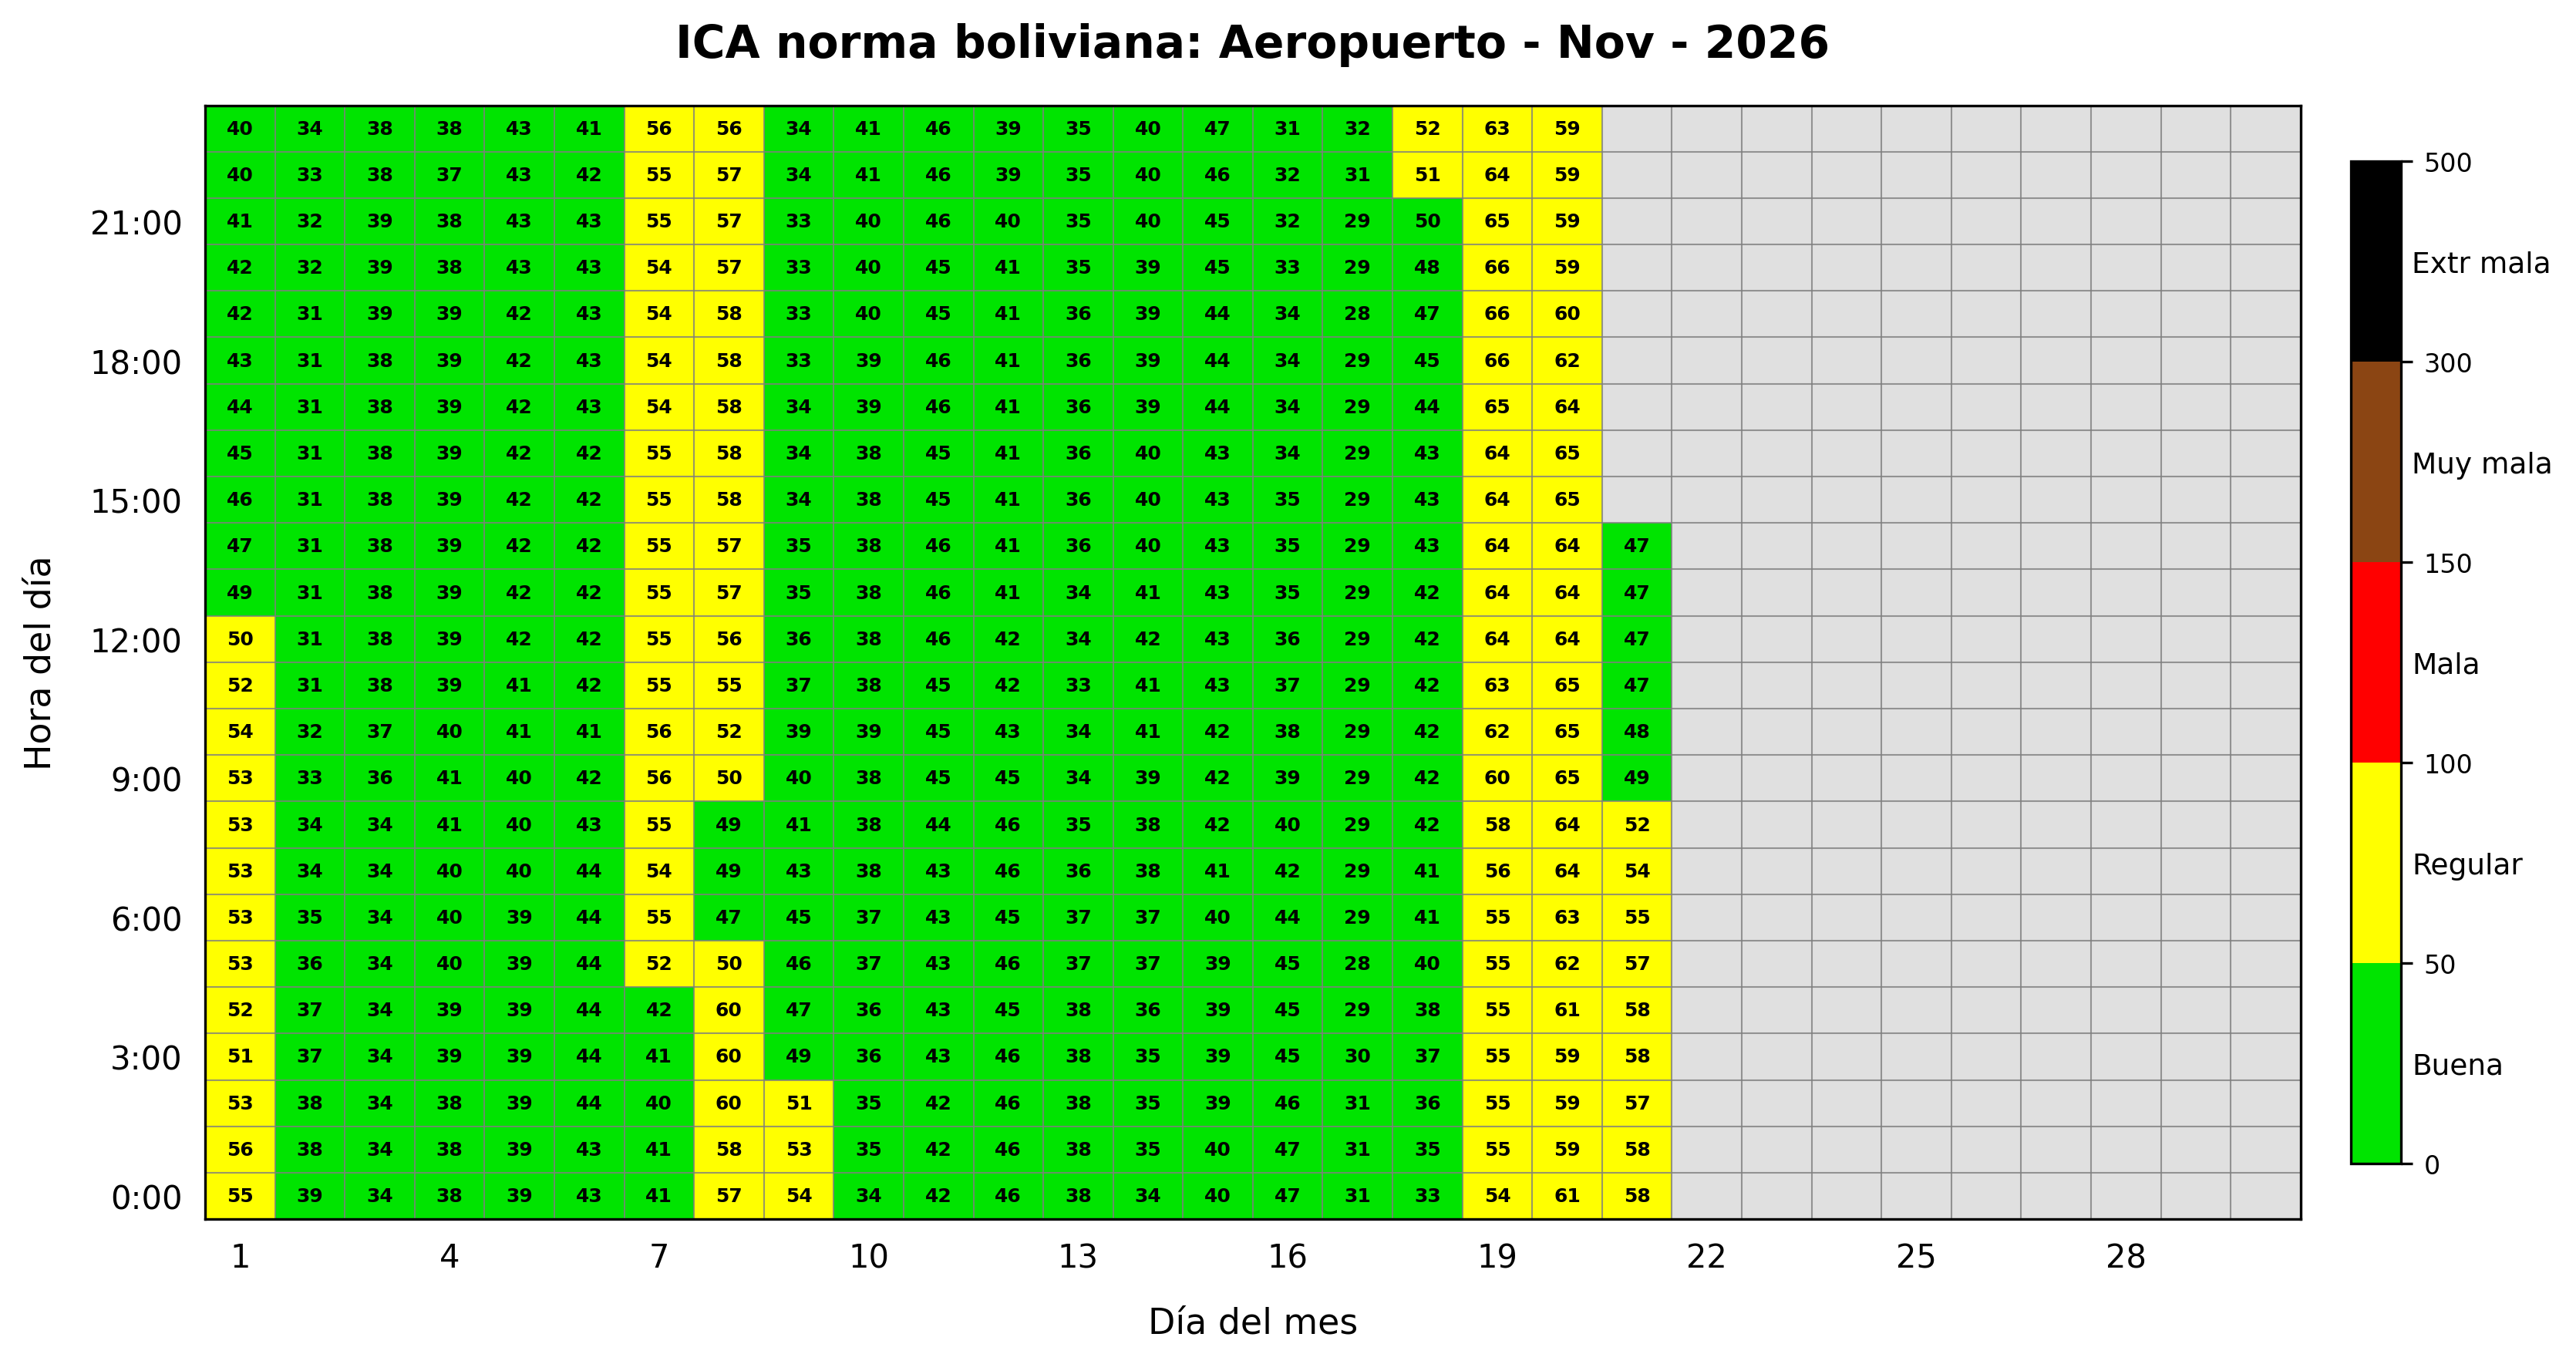 ICA norma boliviana: Aeropuerto - Nov - 2026
40 34 38 38 43 41 56 56 34 41 46 39 35 40 47 31 32 52 63 59
40 33 38 37 43 42 55 57 34 41 46 39 35 40 46 32 31 51 64 59
21:00 41 32 39 38 43 43 55 57 33 40 46 40 35 40 45 32 29 50 65 59
42 32 39 38 43 43 54 57 33 40 45 41 35 39 45 33 29 48 66 59
42 31 39 39 42 43 54 58 33 40 45 41 36 39 44 34 28 47 66 60
18:00 43 31 38 39 42 43 54 58 33 39 46 41 36 39 44 34 29 45 66 62
44 31 38 39 42 43 54 58 34 39 46 41 36 39 44 34 29 44 65 64
45 31 38 39 42 42 55 58 34 38 45 41 36 40 43 34 29 43 64 65
15:00 46 31 38 39 42 42 55 58 34 38 45 41 36 40 43 35 29 43 64 65
47 31 38 39 42 42 55 57 35 38 46 41 36 40 43 35 29 43 64 64 47
49 31 38 39 42 42 55 57 35 38 46 41 34 41 43 35 29 42 64 64 47
12:00 50 31 38 39 42 42 55 56 36 38 46 42 34 42 43 36 29 42 64 64 47
52 31 38 39 41 42 55 55 37 38 45 42 33 41 43 37 29 42 63 65 47
54 32 37 40 41 41 56 52 39 39 45 43 34 41 42 38 29 42 62 65 48
9:00 53 33 36 41 40 42 56 50 40 38 45 45 34 39 42 39 29 42 60 65 49
53 34 34 41 40 43 55 49 41 38 44 46 35 38 42 40 29 42 58 64 52
53 34 34 40 40 44 54 49 43 38 43 46 36 38 41 42 29 41 56 64 54
6:00 53 35 34 40 39 44 55 47 45 37 43 45 37 37 40 44 29 41 55 63 55
53 36 34 40 39 44 52 50 46 37 43 46 37 37 39 45 28 40 55 62 57
52 37 34 39 39 44 42 60 47 36 43 45 38 36 39 45 29 38 55 61 58
3:00 51 37 34 39 39 44 41 60 49 36 43 46 38 35 39 45 30 37 55 59 58
53 38 34 38 39 44 40 60 51 35 42 46 38 35 39 46 31 36 55 59 57
56 38 34 38 39 43 41 58 53 35 42 46 38 35 40 47 31 35 55 59 58
0:00 55 39 34 38 39 43 41 57 54 34 42 46 38 34 40 47 31 33 54 61 58
1 4 7 10 13 16 19 22 25 28
Día del mes
Hora del día
500
Extr mala
300
Muy mala
150
Mala
100
Regular
50
Buena
0